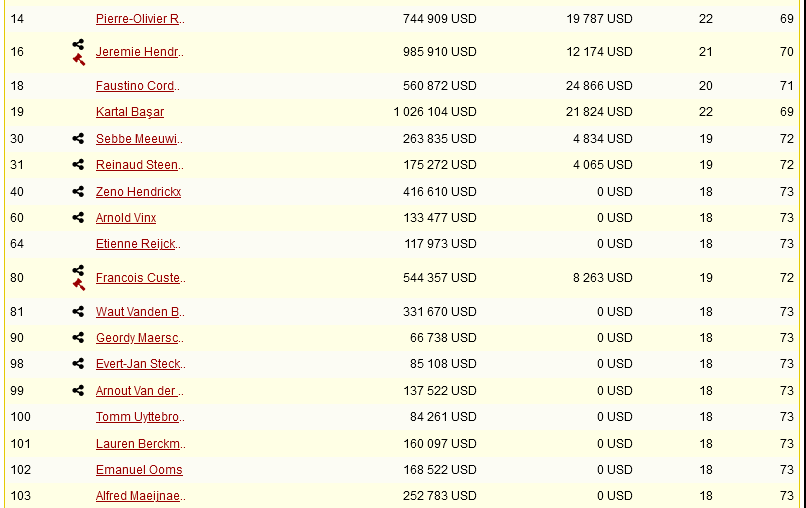 14 Pierre-Olivier R.. 744 909 USD 19 787 USD 22 69
16 Jeremie Hendr.. 985 910 USD 12 174 USD 21 70
18 Faustino Cord.. 560 872 USD 24 866 USD 20 71
19 Kartal Başar 1 026 104 USD 21 824 USD 22 69
30 Sebbe Meeuwi.. 263 835 USD 4 834 USD 19 72
31 Reinaud Steen.. 175 272 USD 4 065 USD 19 72
40 Zeno Hendrickx 416 610 USD 0 USD 18 73
60 Arnold Vinx 133 477 USD 0 USD 18 73
64 Etienne Reijck.. 117 973 USD 0 USD 18 73
80 Francois Custe.. 544 357 USD 8 263 USD 19 72
81 Waut Vanden B.. 331 670 USD 0 USD 18 73
90 Geordy Maersc.. 66 738 USD 0 USD 18 73
98 Evert-Jan Steck.. 85 108 USD 0 USD 18 73
99 Arnout Van der .. 137 522 USD 0 USD 18 73
100 Tomm Uyttebro.. 84 261 USD 0 USD 18 73
101 Lauren Berckm.. 160 097 USD 0 USD 18 73
102 Emanuel Ooms 168 522 USD 0 USD 18 73
103 Alfred Maeijnae.. 252 783 USD 0 USD 18 73